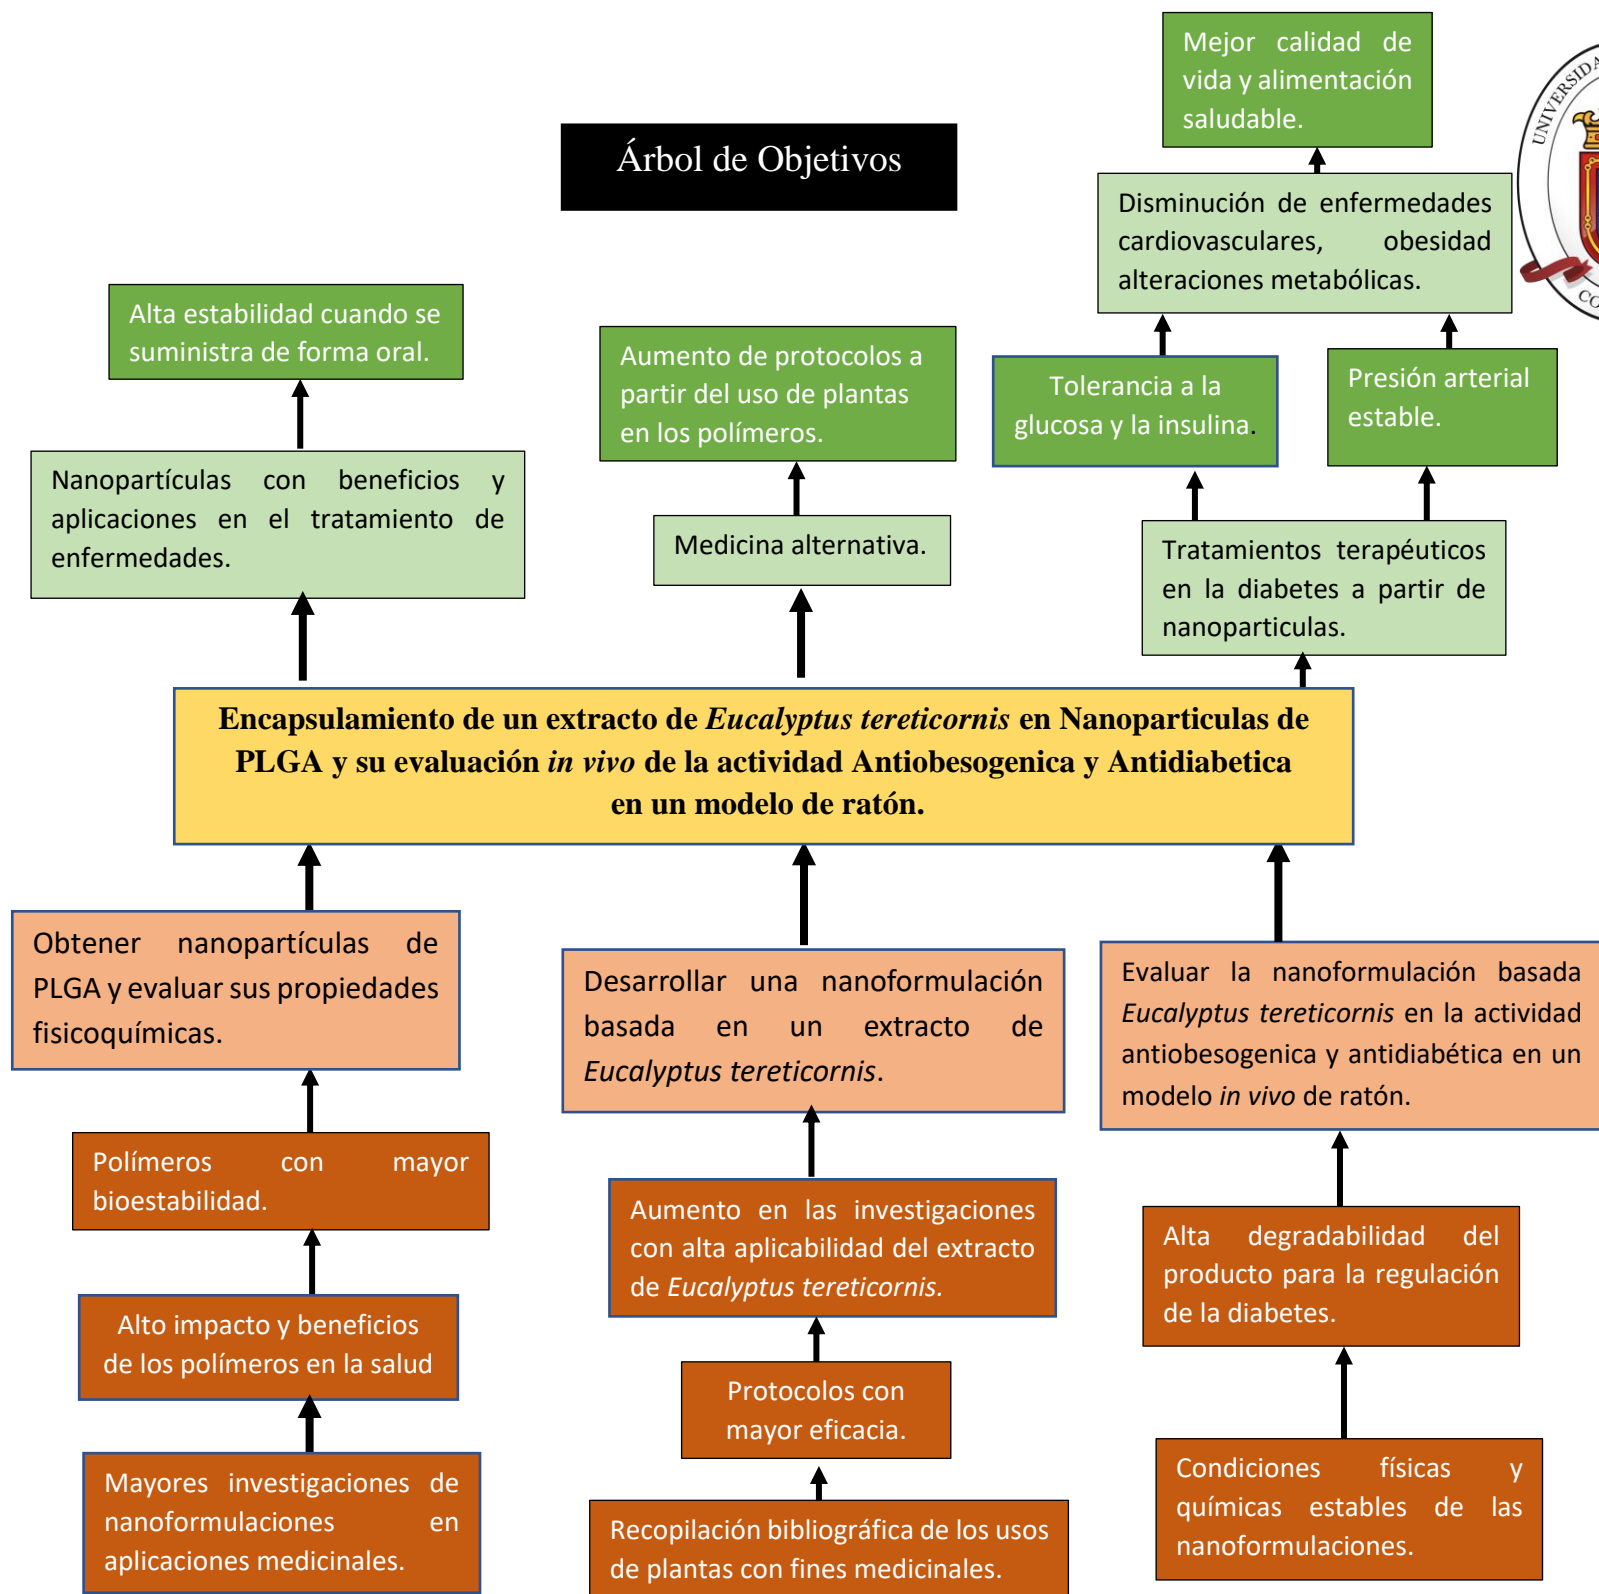 Árbol de Objetivos
Mejor calidad de
vida y alimentación
saludable.
UNIVERSIDA
CO
Disminución de enfermedades
cardiovasculares, obesidad
alteraciones metabólicas.
Alta estabilidad cuando se
suministra de forma oral.
Aumento de protocolos a
partir del uso de plantas
en los polímeros.
Tolerancia a la
glucosa y la insulina.
Presión arterial
estable.
Nanopartículas con beneficios y
aplicaciones en el tratamiento de
enfermedades.
Medicina alternativa.
Tratamientos terapéuticos
en la diabetes a partir de
nanoparticulas.
Encapsulamiento de un extracto de Eucalyptus tereticornis en Nanoparticulas de
PLGA y su evaluación in vivo de la actividad Antiobesogenica y Antidiabetica
en un modelo de ratón.
Obtener nanopartículas de
PLGA y evaluar sus propiedades
fisicoquímicas.
Desarrollar una nanoformulación
basada en un extracto de
Eucalyptus tereticornis.
Evaluar la nanoformulación basada
Eucalyptus tereticornis en la actividad
antiobesogenica y antidiabética en un
modelo in vivo de ratón.
Polímeros con mayor
bioestabilidad.
Aumento en las investigaciones
con alta aplicabilidad del extracto
de Eucalyptus tereticornis.
Alta degradabilidad del
producto para la regulación
de la diabetes.
Alto impacto y beneficios
de los polímeros en la salud
Protocolos con
mayor eficacia.
Mayores investigaciones de
nanoformulaciones en
aplicaciones medicinales.
Recopilación bibliográfica de los usos
de plantas con fines medicinales.
Condiciones físicas y
químicas estables de las
nanoformulaciones.